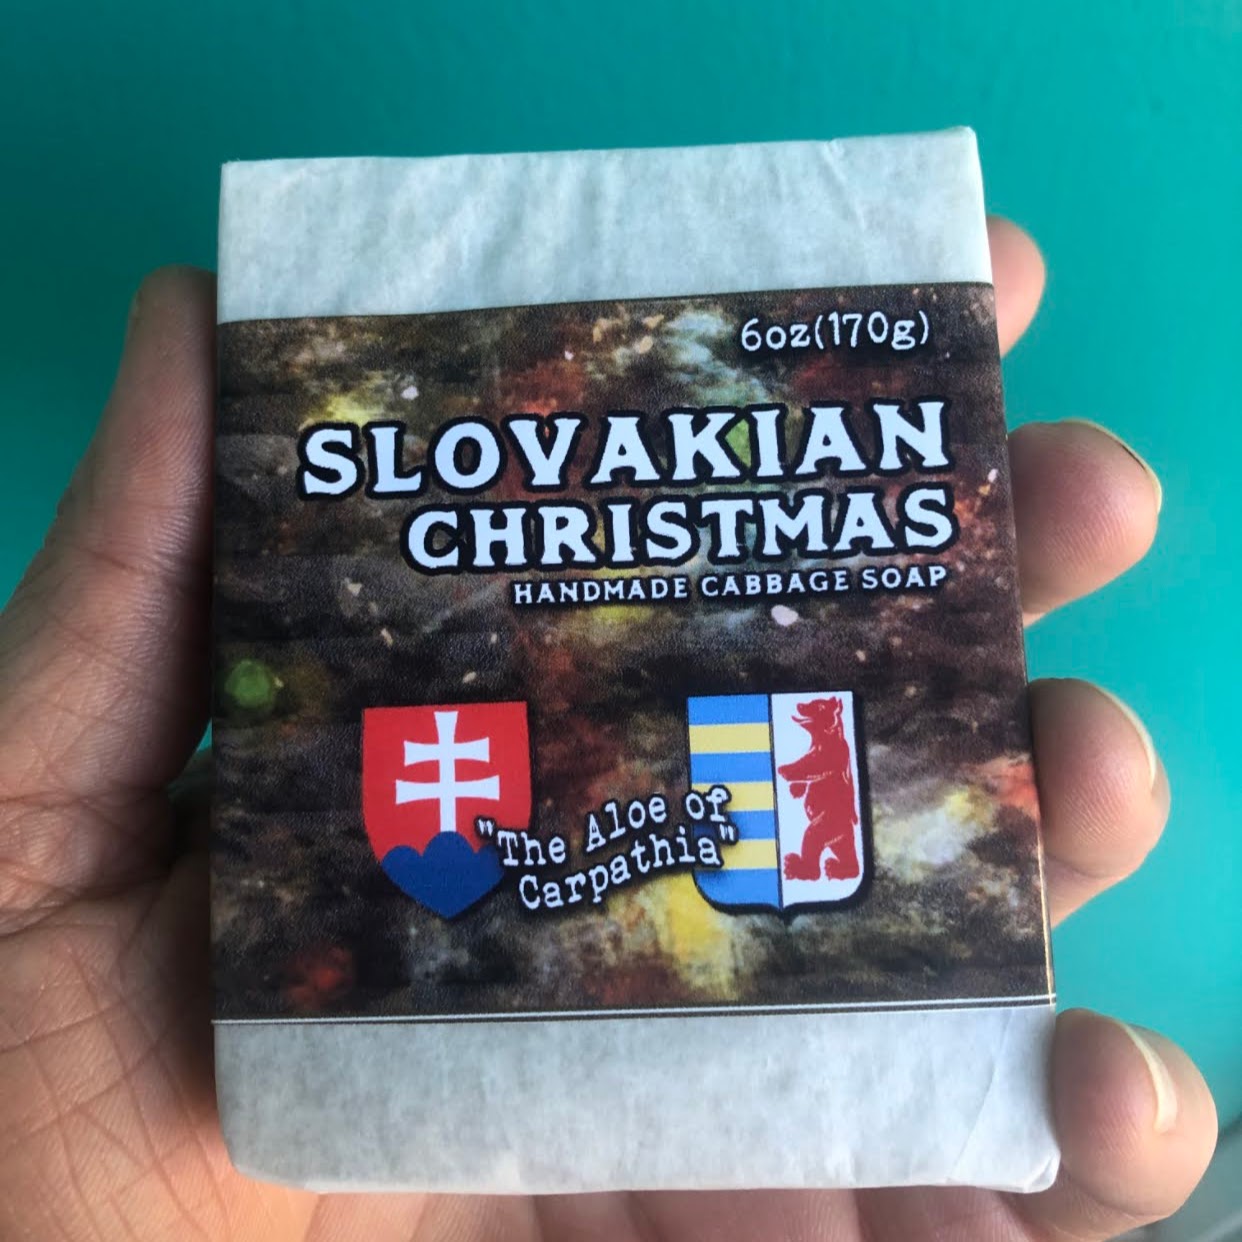 6oz(170g)
SLOVAKIAN
CHRISTMAS
HANDMADE CABBAGE SOAP
"The Aloe of
Carpathia"